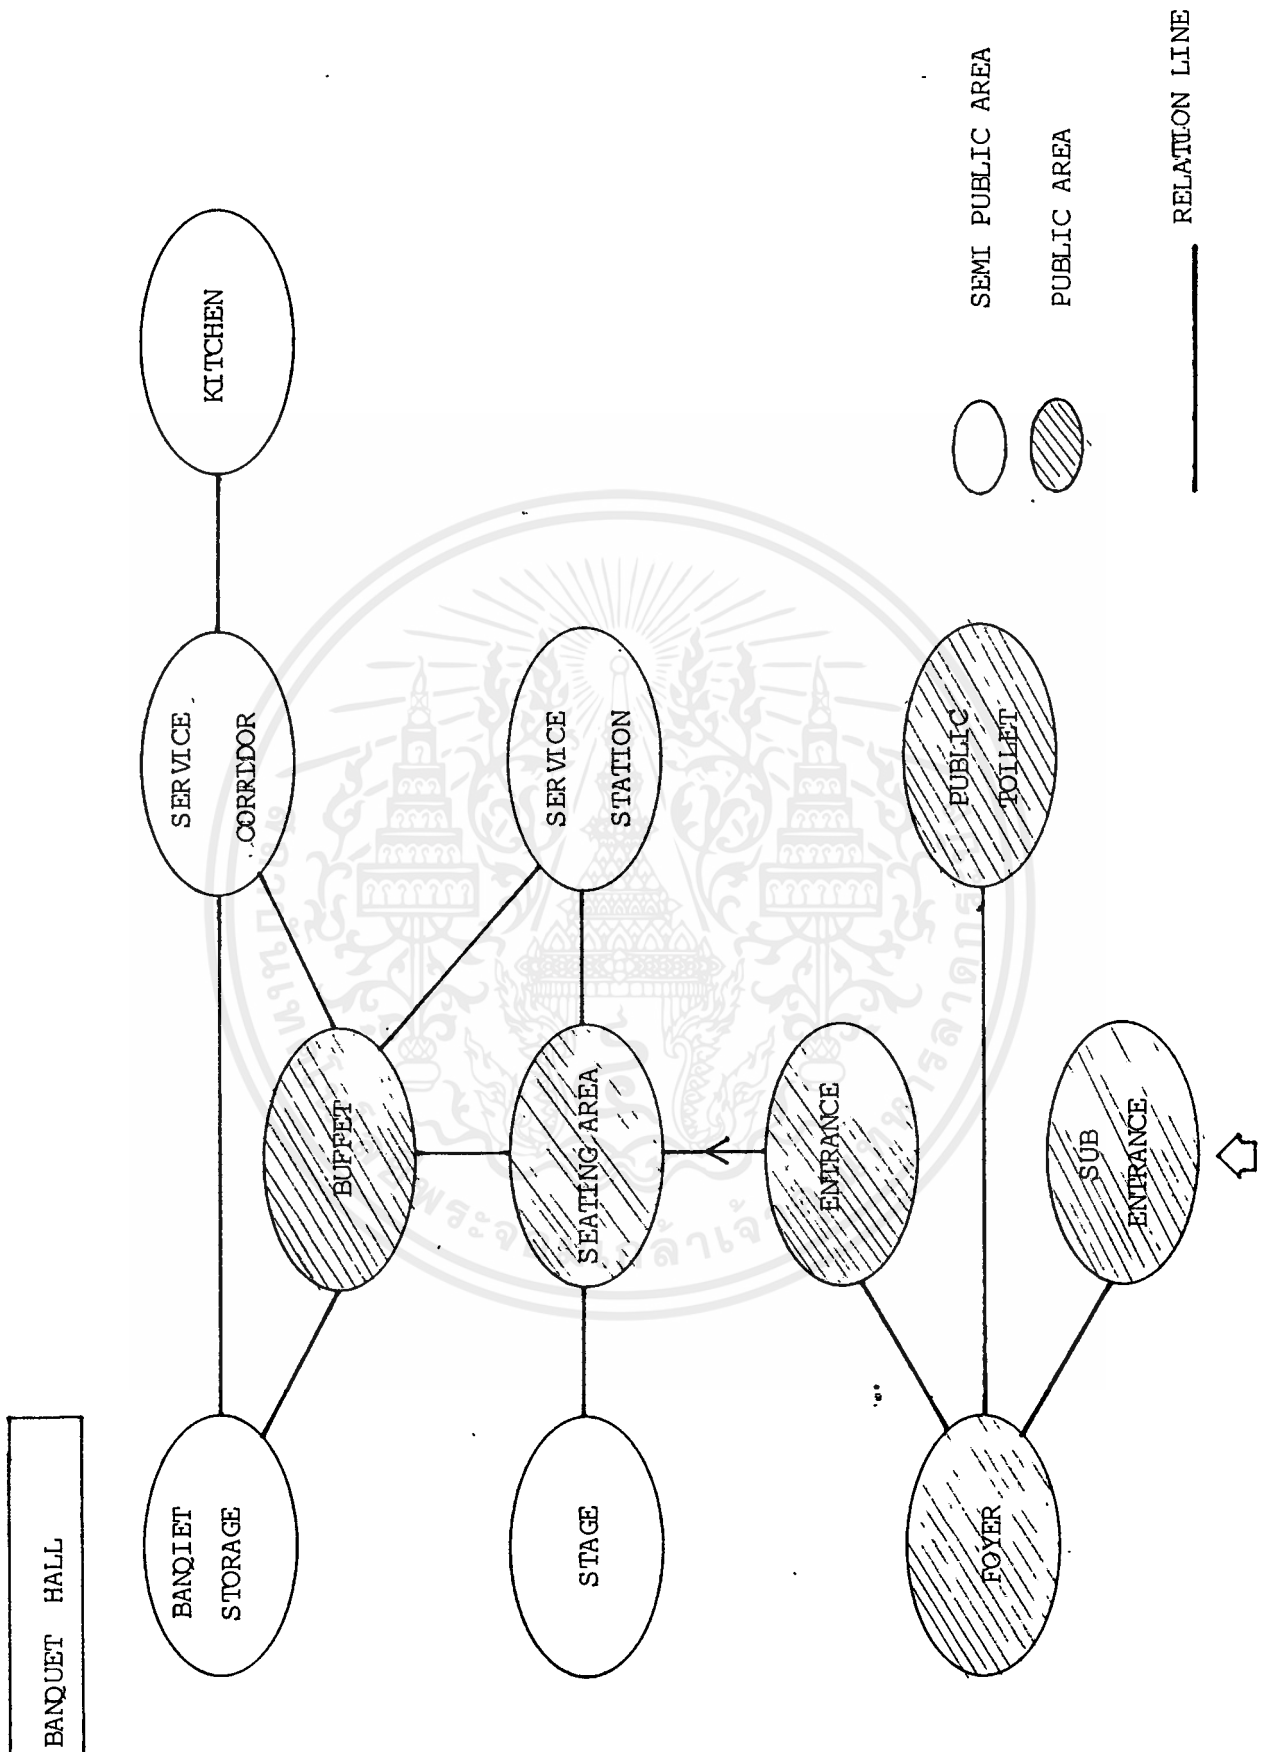 BANQUET HALL
BANQIET
STORAGE
SERVICE
CORRIDOR
KITCHEN
BUFFET
STAGE
SEATING AREA
SERVICE
STATION
ENTRANCE
FOYER
PUBLIC
TOILET
SUB
ENTRANCE
SEMI PUBLIC AREA
PUBLIC AREA
RELATION LINE